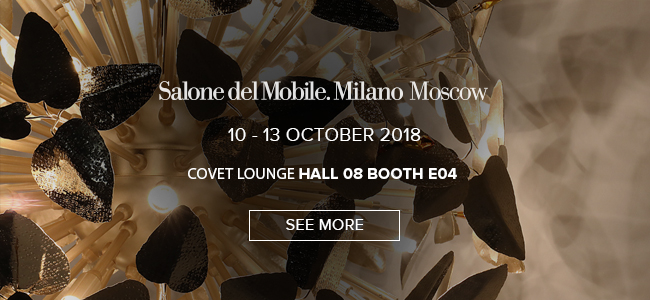 Salone del Mobile. Milano Moscow
10 - 13 OCTOBER 2018
COVET LOUNGE HALL 08 BOOTH E04
SEE MORE